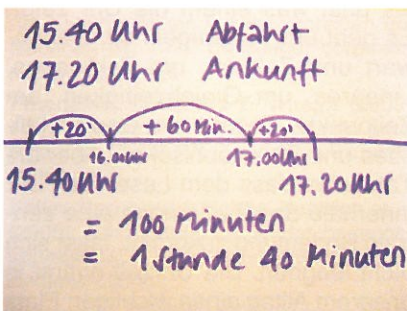 15.40 Uhr Abfahrt
17.20 Uhr Ankunft
+20' + 60 Min. +20'
16.00 Uhr 17.00 Uhr
15.40 Uhr 17.20 Uhr
= 100 Minuten
= 1 Stunde 40 Minuten